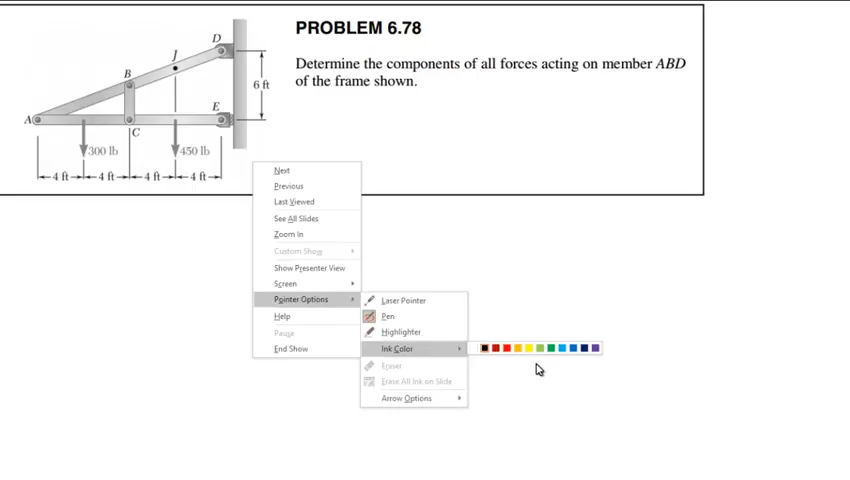 PROBLEM 6.78
Determine the components of all forces acting on member ABD
of the frame shown.
D
J
B
6 ft
E
A
C
300 lb
450 lb
4 ft
4 ft
4 ft
4 ft
Next
Previous
Last Viewed
See All Slides
Zoom In
Custom Show
Show Presenter View
Screen
Pointer Options
Help
Pause
End Show
Laser Pointer
Pen
Highlighter
Ink Color
Eraser
Erase All Ink on Slide
Arrow Options